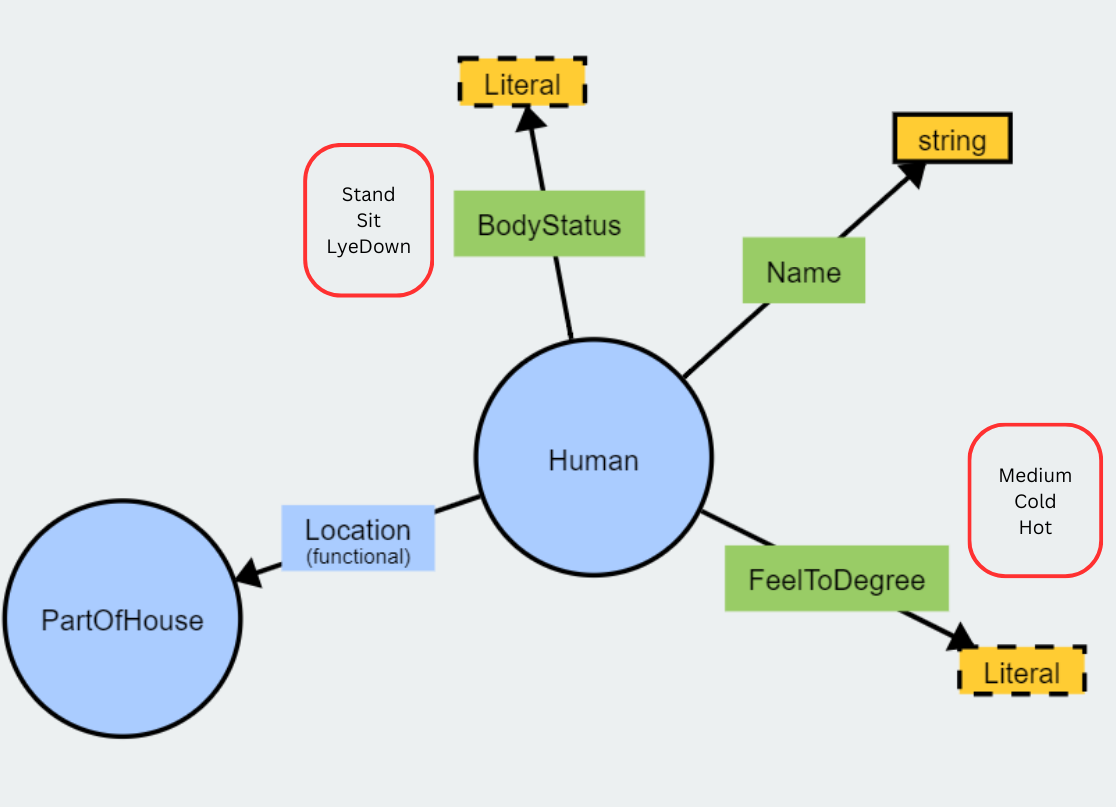 Literal
string
Stand
Sit
LyeDown
BodyStatus
Name
Human
Medium
Cold
Hot
Location
(functional)
FeelToDegree
PartOfHouse
Literal